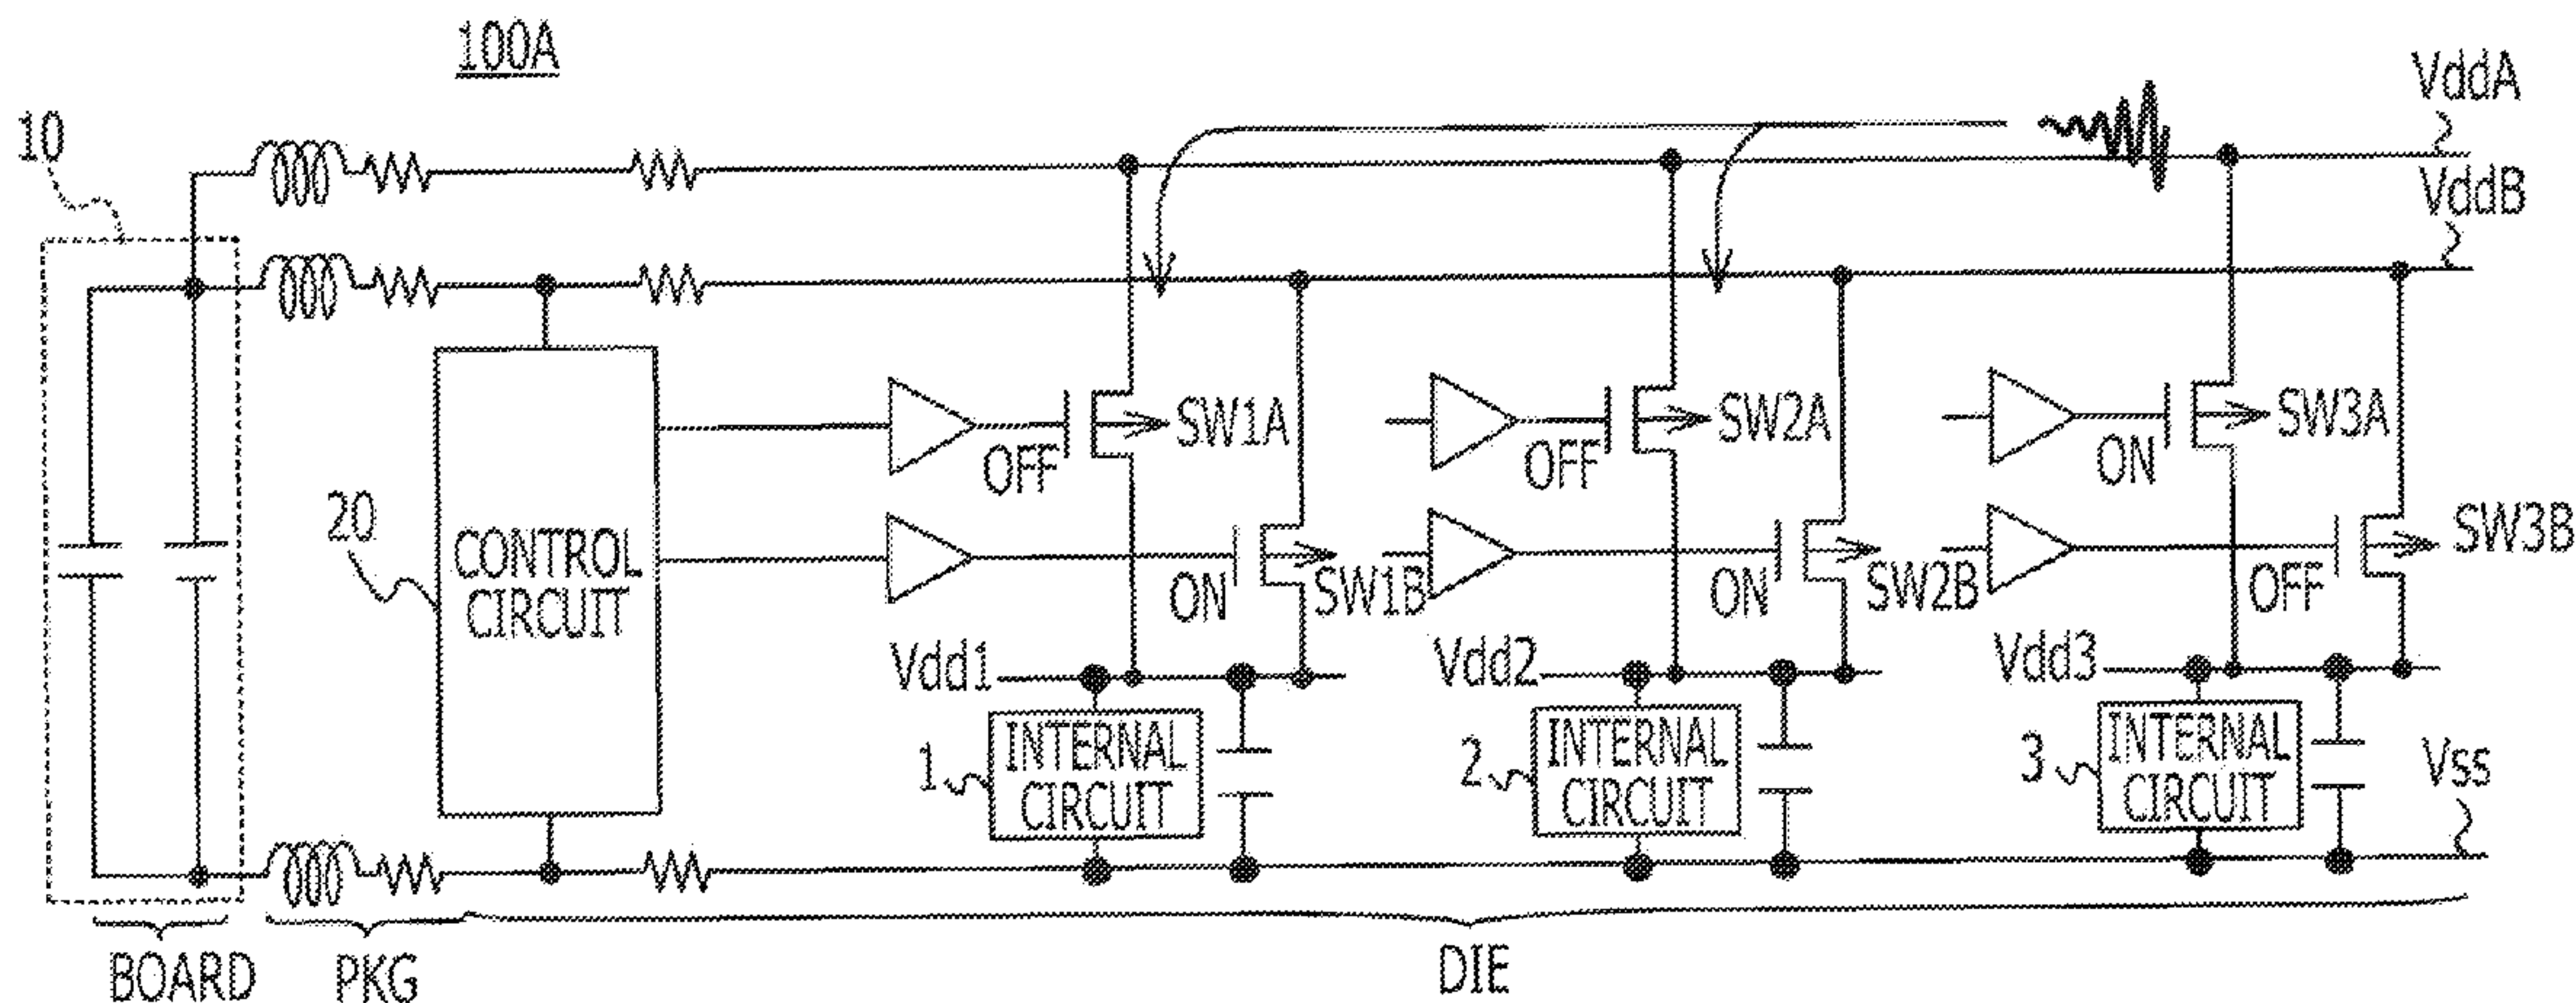 100A
10
VddA
VddB
20
CONTROL
CIRCUIT
OFF
SW1A
OFF
SW2A
ON
SW3A
ON
SW1B
ON
SW2B
OFF
SW3B
Vdd1
Vdd2
Vdd3
1
INTERNAL
CIRCUIT
2
INTERNAL
CIRCUIT
3
INTERNAL
CIRCUIT
Vss
BOARD
PKG
DIE